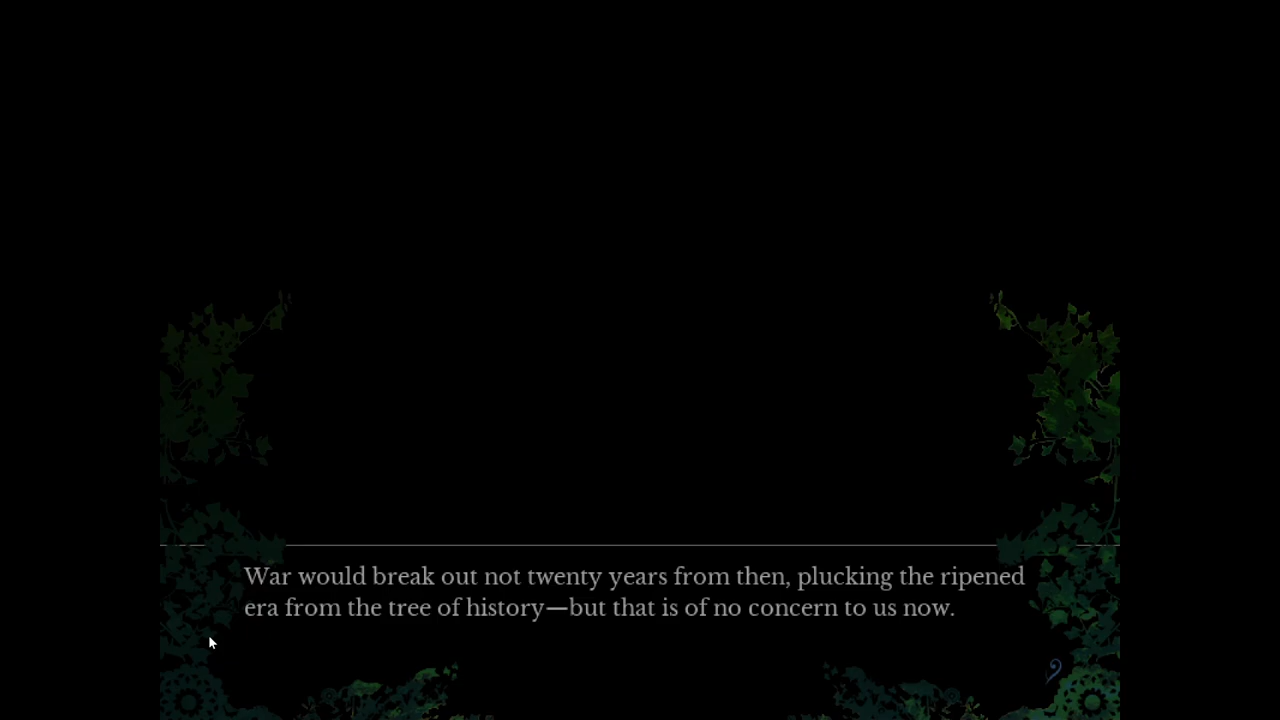 War would break out not twenty years from then, plucking the ripened
era from the tree of history—but that is of no concern to us now.